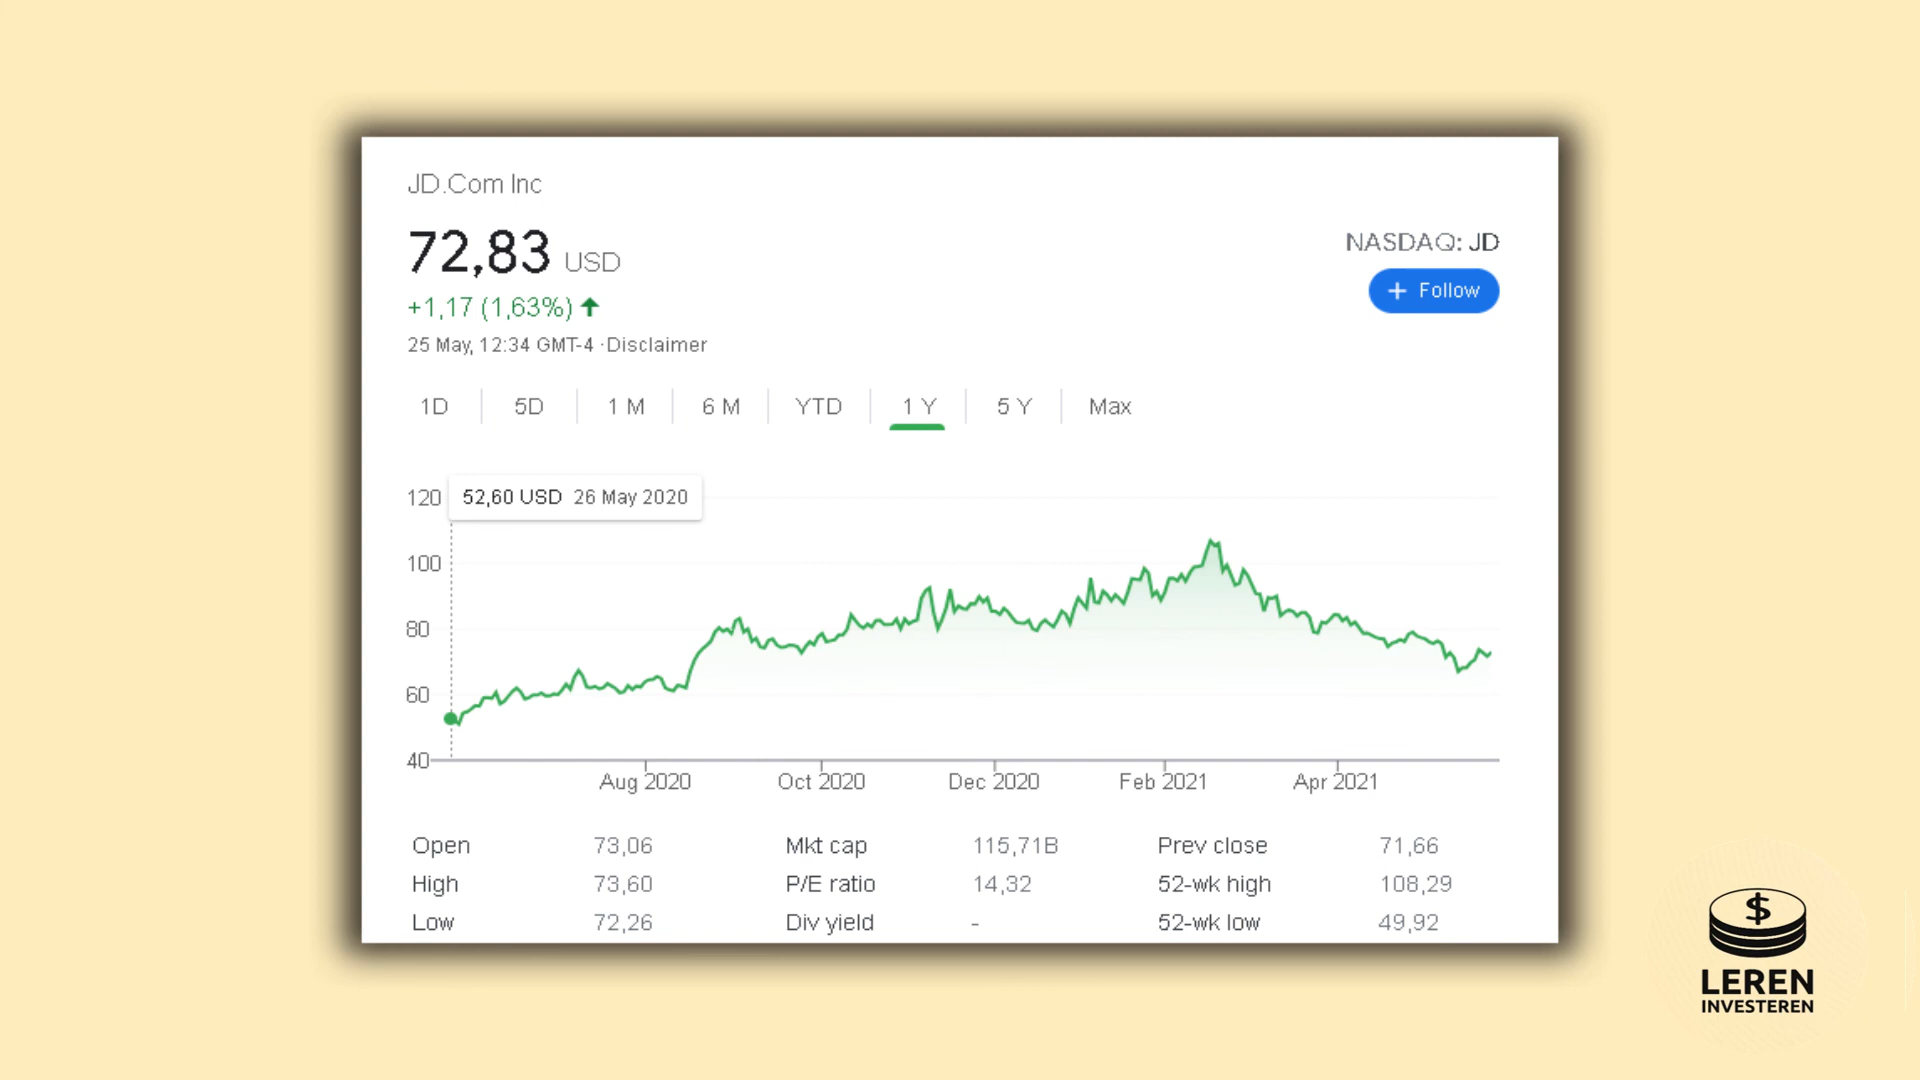 JD.Com Inc
72,83 USD
+1,17 (1,63%)
25 May, 12:34 GMT-4 · Disclaimer
NASDAQ: JD
+ Follow
1D 5D 1 M 6 M YTD 1 Y 5 Y Max
52,60 USD 26 May 2020
120
100
80
60
40
Aug 2020 Oct 2020 Dec 2020 Feb 2021 Apr 2021
Open 73,06 Mkt cap 115,71B Prev close 71,66
High 73,60 P/E ratio 14,32 52-wk high 108,29
Low 72,26 Div yield - 52-wk low 49,92
$
LEREN
INVESTEREN